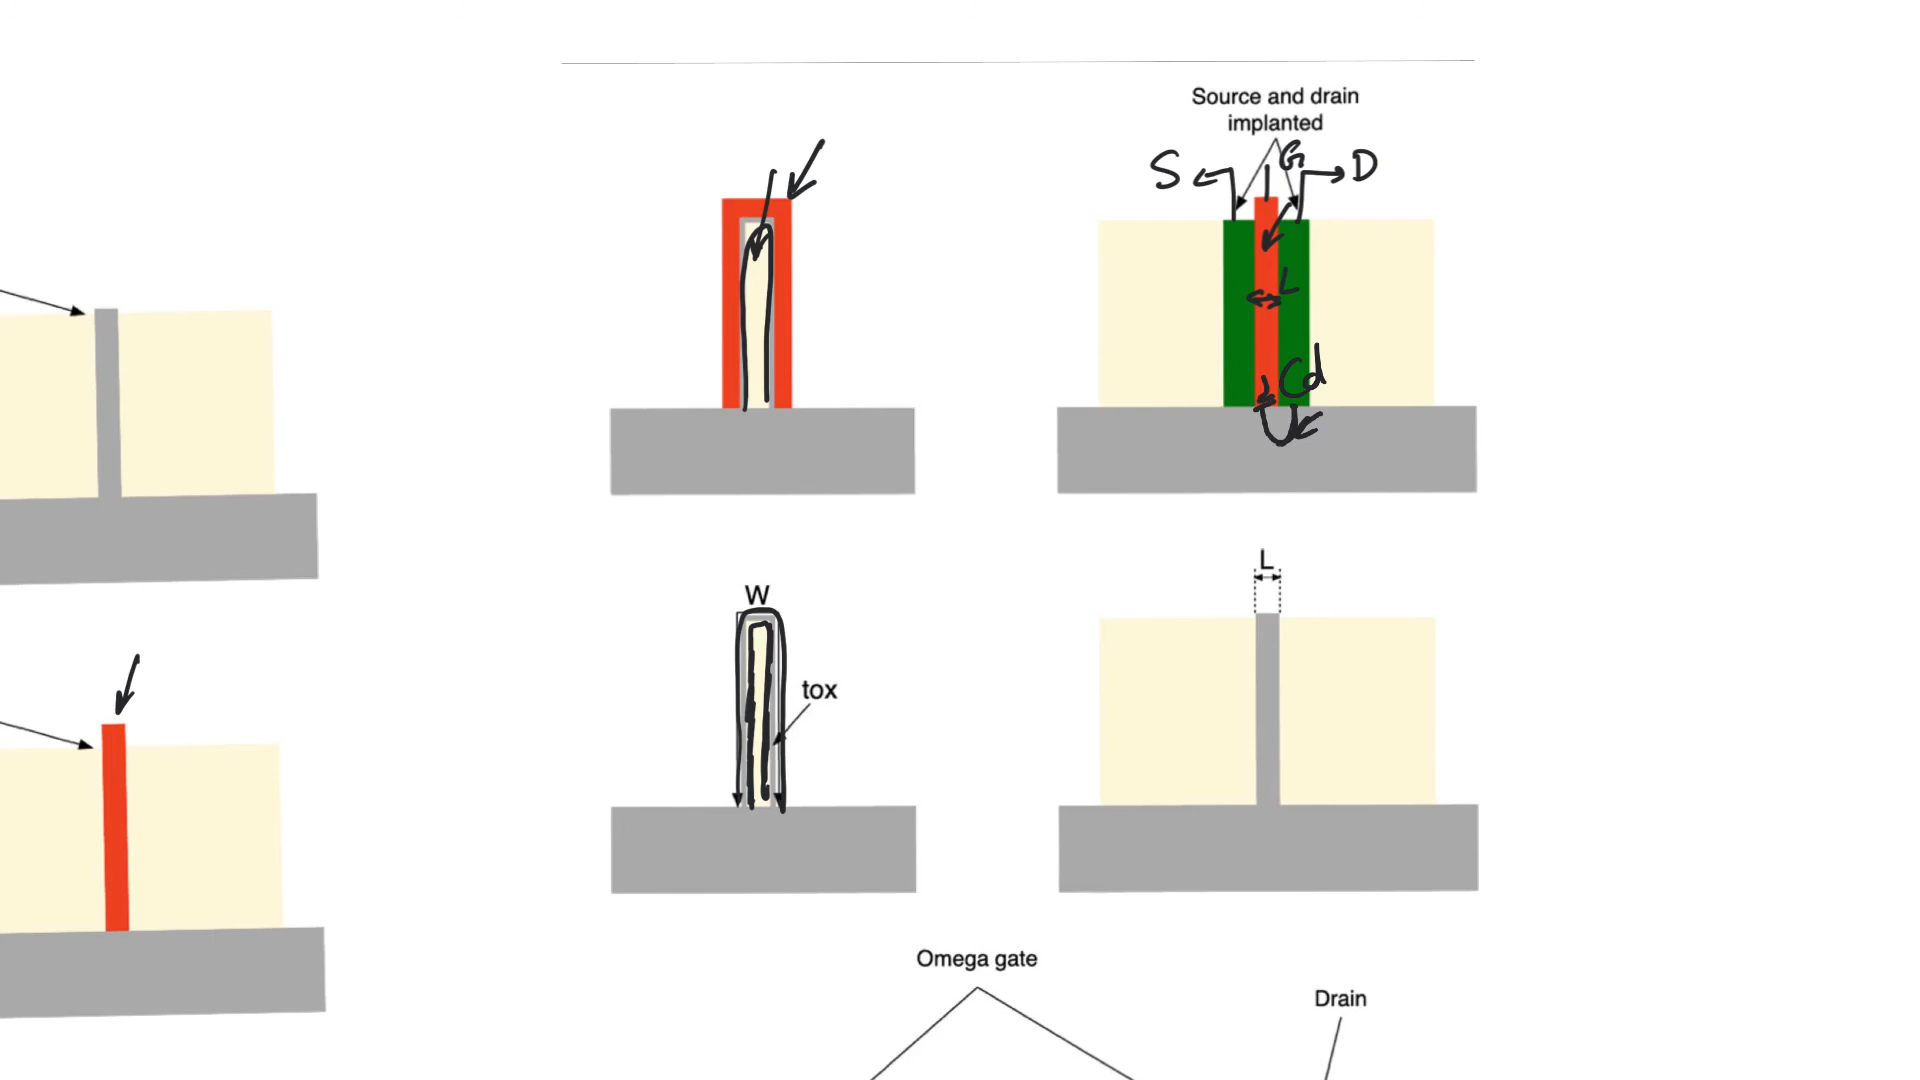 Source and drain
implanted
S G D
L
Cd
W
L
tox
Omega gate
Drain